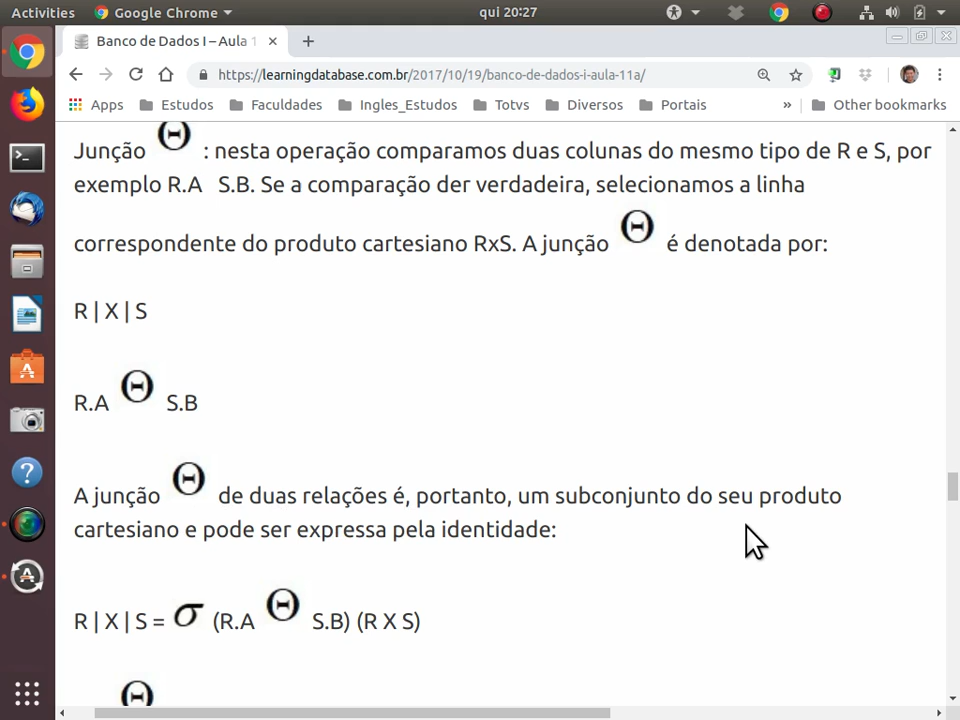 Activities Google Chrome qui 20:27
Banco de Dados I – Aula 1
https://learningdatabase.com.br/2017/10/19/banco-de-dados-i-aula-11a/
Apps Estudos Faculdades Ingles_Estudos Totvs Diversos Portais » Other bookmarks
Junção Θ : nesta operação comparamos duas colunas do mesmo tipo de R e S, por
exemplo R.A S.B. Se a comparação der verdadeira, selecionamos a linha
correspondente do produto cartesiano RxS. A junção Θ é denotada por:
R | X | S
R.A Θ S.B
A junção Θ de duas relações é, portanto, um subconjunto do seu produto
cartesiano e pode ser expressa pela identidade:
R | X | S = σ (R.A Θ S.B) (R X S)
Θ